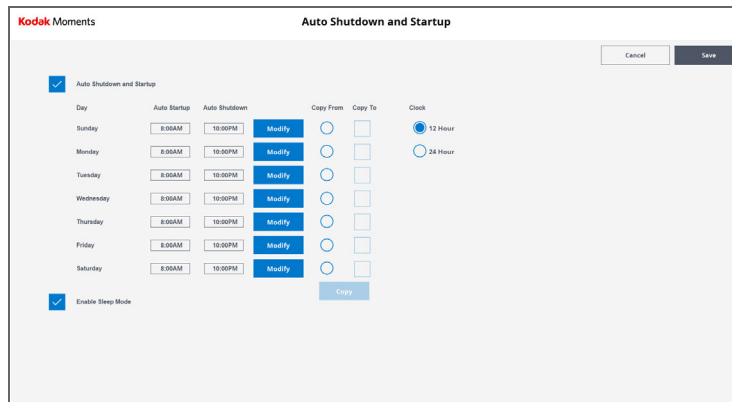 Kodak Moments
Auto Shutdown and Startup
Cancel Save
Auto Shutdown and Startup
Day Auto Startup Auto Shutdown Copy From Copy To Clock
Sunday 8:00AM 10:00PM Modify 12 Hour
Monday 8:00AM 10:00PM Modify 24 Hour
Tuesday 8:00AM 10:00PM Modify
Wednesday 8:00AM 10:00PM Modify
Thursday 8:00AM 10:00PM Modify
Friday 8:00AM 10:00PM Modify
Saturday 8:00AM 10:00PM Modify
Copy
Enable Sleep Mode